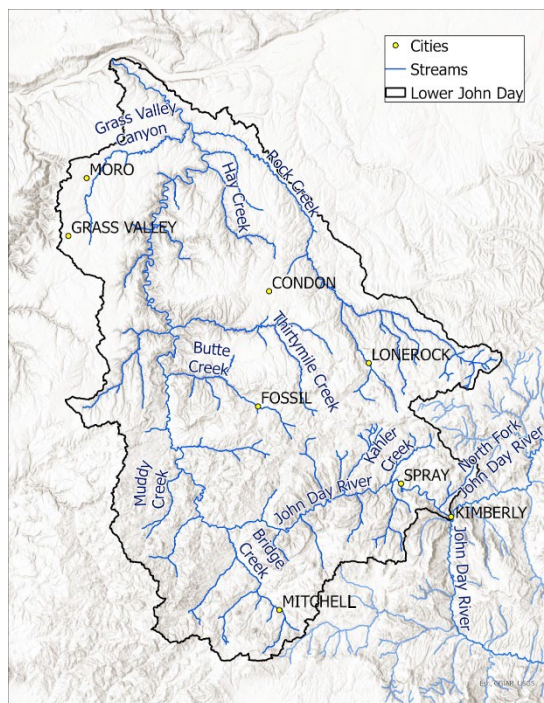 Cities
Streams
Lower John Day
Grass Valley
Canyon
Rock Creek
MORO
Hay Creek
GRASS VALLEY
CONDON
Thirtymile Creek
Butte
Creek
LONEROCK
FOSSIL
Kahler
Creek
North Fork
John Day River
SPRAY
Muddy
Creek
John Day River
KIMBERLY
Bridge
Creek
John Day River
MITCHELL
USGS